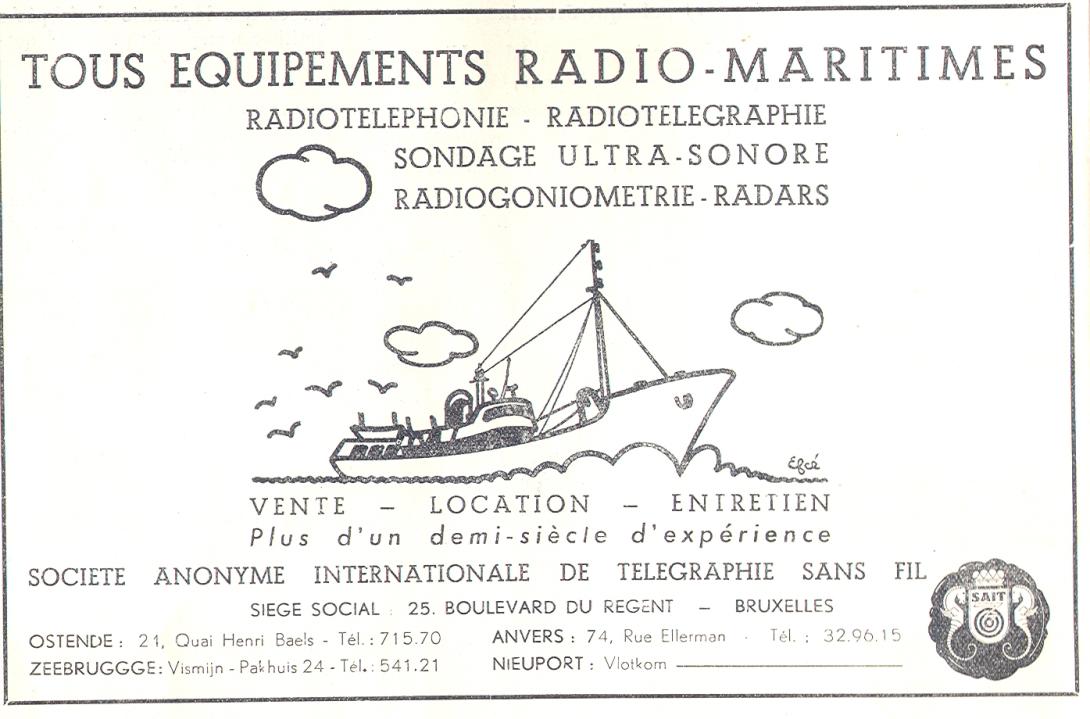 TOUS EQUIPEMENTS RADIO-MARITIMES
RADIOTELEPHONIE - RADIOTELEGRAPHIE
SONDAGE ULTRA-SONORE
RADIOGONIOMETRIE-RADARS
Efcé
VENTE – LOCATION – ENTRETIEN
Plus d'un demi-siècle d'expérience
SOCIETE ANONYME INTERNATIONALE DE TELEGRAPHIE SANS FIL
SIEGE SOCIAL : 25. BOULEVARD DU REGENT – BRUXELLES
SAIT
OSTENDE : 21, Quai Henri Baels - Tél. : 715.70
ANVERS : 74, Rue Ellerman - Tél. : 32.96.15
ZEEBRUGGGE: Vismijn - Pakhuis 24 - Tél. : 541.21
NIEUPORT : Vlotkom